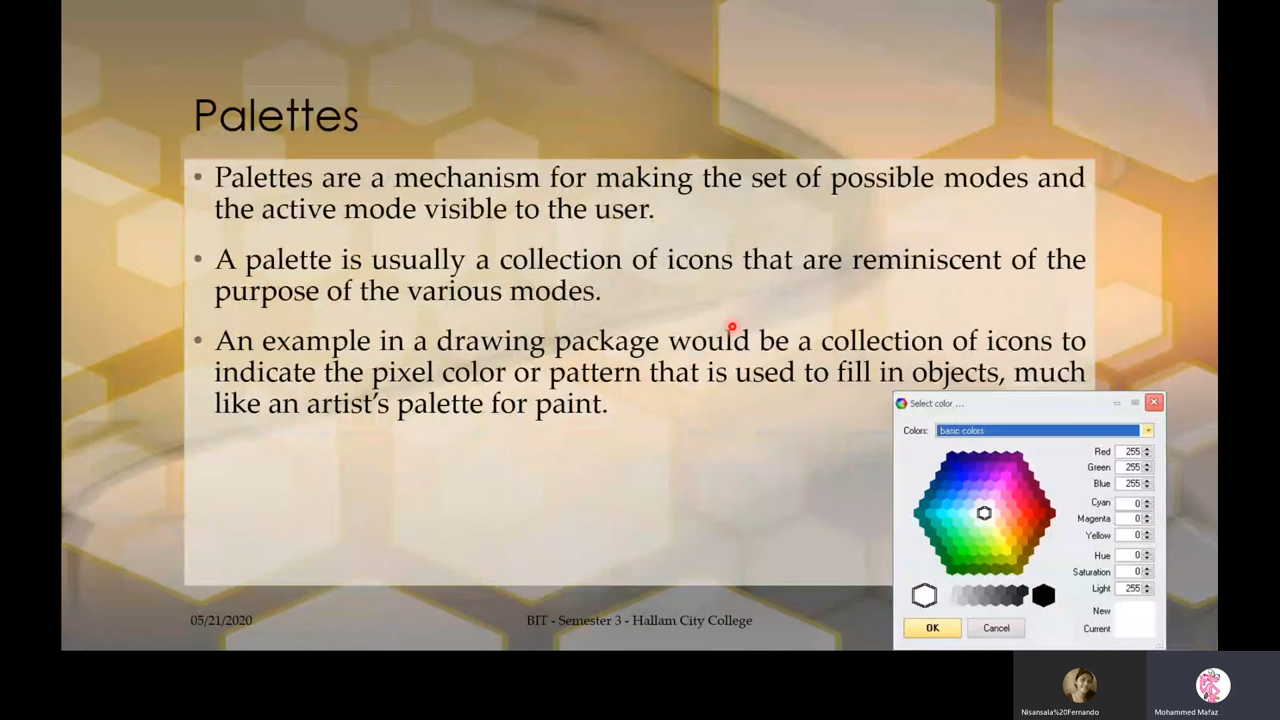 Palettes
• Palettes are a mechanism for making the set of possible modes and
the active mode visible to the user.
• A palette is usually a collection of icons that are reminiscent of the
purpose of the various modes.
• An example in a drawing package would be a collection of icons to
indicate the pixel color or pattern that is used to fill in objects, much
like an artist's palette for paint.
Select color ...
Colors: basic colors
Red 255
Green 255
Blue 255
Cyan 0
Magenta 0
Yellow 0
Hue 0
Saturation 0
Light 255
New
Current
OK Cancel
05/21/2020 BIT - Semester 3 - Hallam City College
Nisansala%20Fernando Mohammed Mafaz